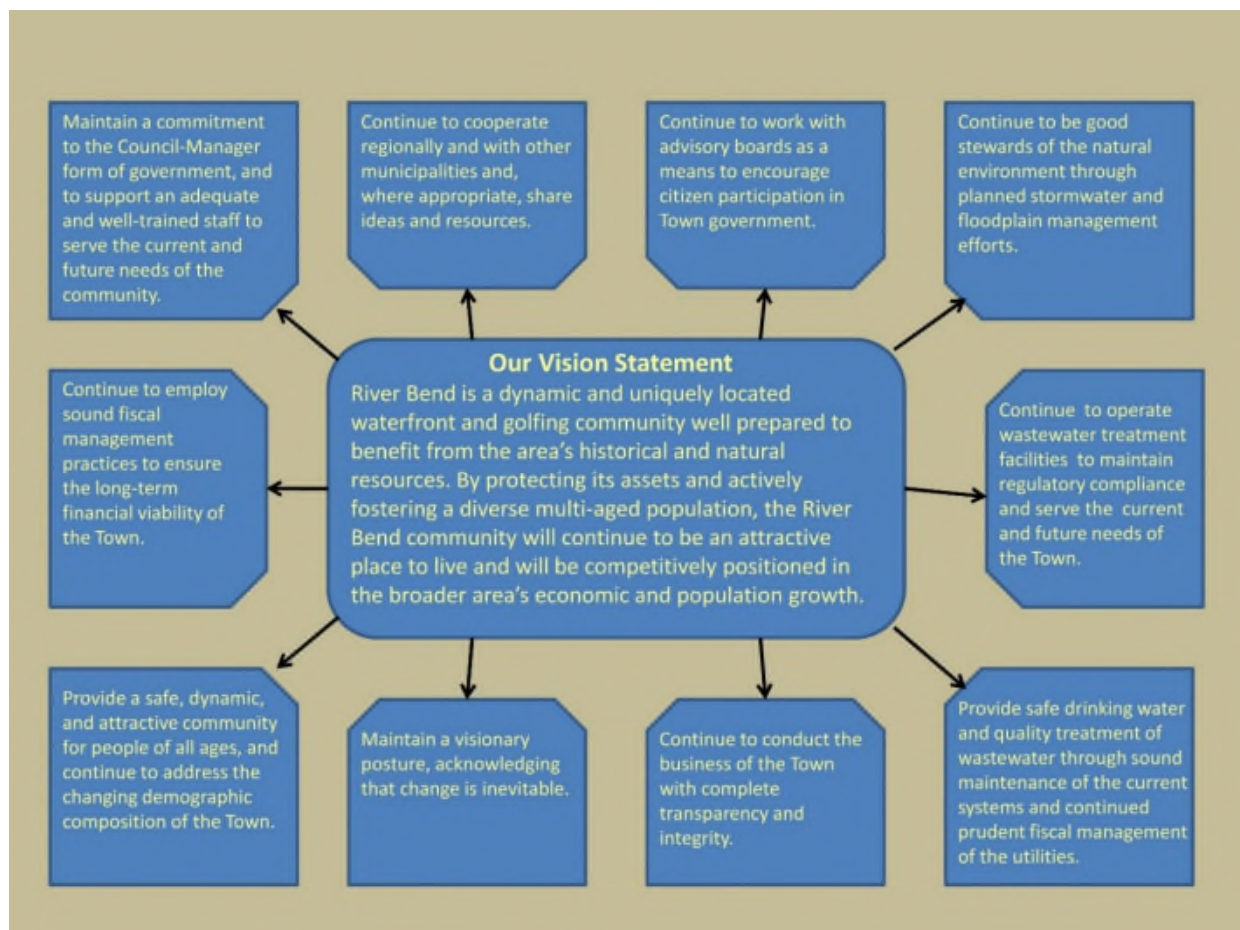 Maintain a commitment
to the Council-Manager
form of government, and
to support an adequate
and well-trained staff to
serve the current and
future needs of the
community.
Continue to cooperate
regionally and with other
municipalities and,
where appropriate, share
ideas and resources.
Continue to work with
advisory boards as a
means to encourage
citizen participation in
Town government.
Continue to be good
stewards of the natural
environment through
planned stormwater and
floodplain management
efforts.
Continue to employ
sound fiscal
management
practices to ensure
the long-term
financial viability of
the Town.
Our Vision Statement
River Bend is a dynamic and uniquely located
waterfront and golfing community well prepared to
benefit from the area's historical and natural
resources. By protecting its assets and actively
fostering a diverse multi-aged population, the River
Bend community will continue to be an attractive
place to live and will be competitively positioned in
the broader area's economic and population growth.
Continue to operate
wastewater treatment
facilities to maintain
regulatory compliance
and serve the current
and future needs of
the Town.
Provide a safe, dynamic,
and attractive community
for people of all ages, and
continue to address the
changing demographic
composition of the Town.
Maintain a visionary
posture, acknowledging
that change is inevitable.
Continue to conduct the
business of the Town
with complete
transparency and
integrity.
Provide safe drinking water
and quality treatment of
wastewater through sound
maintenance of the current
systems and continued
prudent fiscal management
of the utilities.